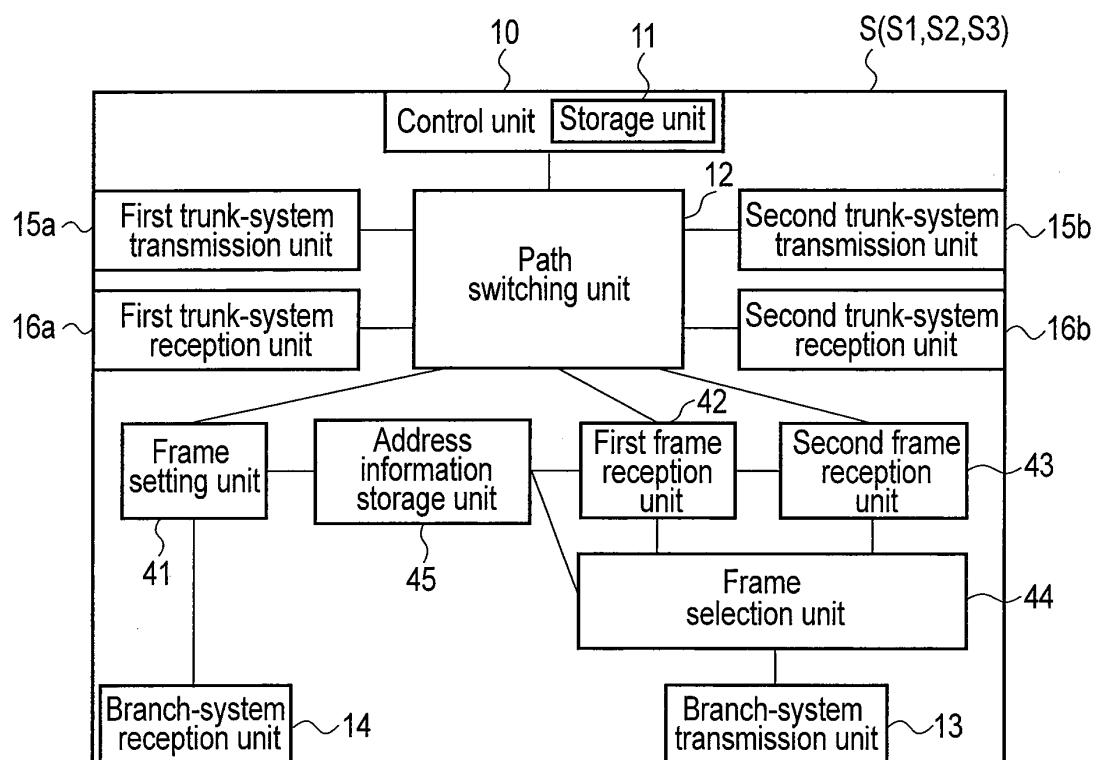 10
11
S(S1,S2,S3)
Control unit
Storage unit
12
15a
First trunk-system
transmission unit
Path
switching unit
Second trunk-system
transmission unit
15b
16a
First trunk-system
reception unit
Second trunk-system
reception unit
16b
42
Frame
setting unit
Address
information
storage unit
First frame
reception
unit
Second frame
reception
unit
43
41
45
Frame
selection unit
44
Branch-system
reception unit
14
Branch-system
transmission unit
13